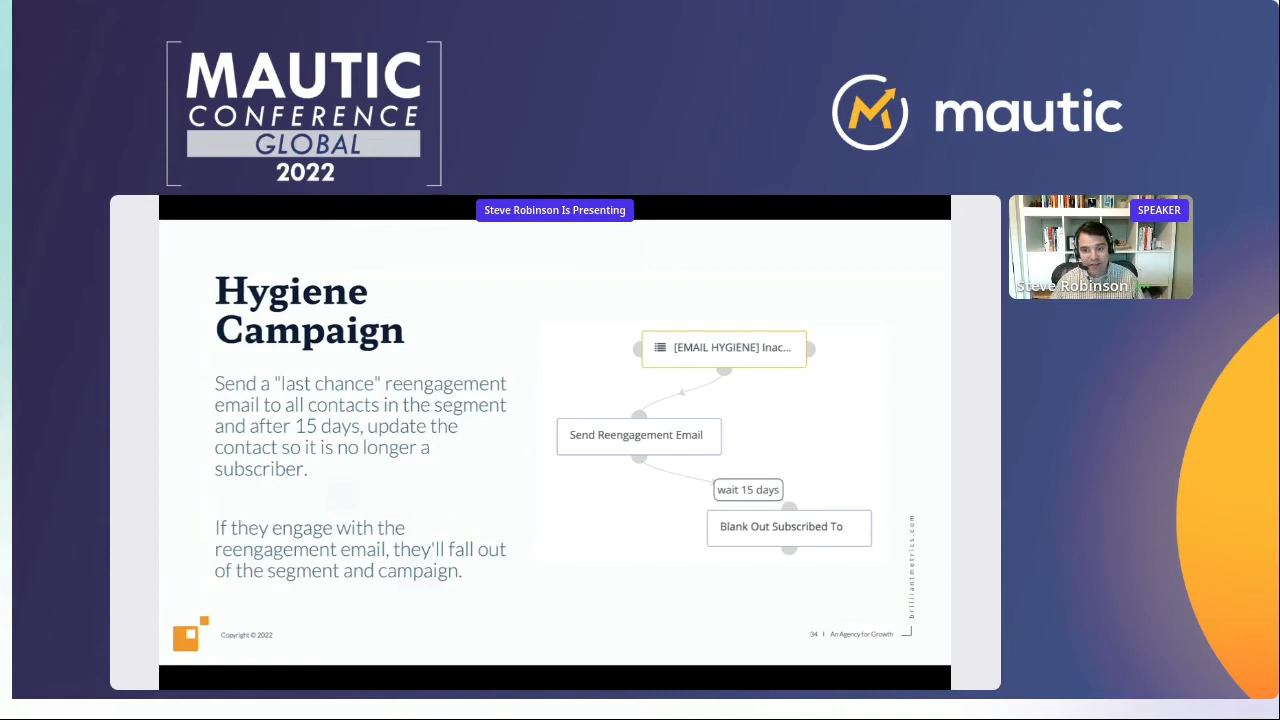 MAUTIC
CONFERENCE
GLOBAL
2022
mautic
Steve Robinson Is Presenting
SPEAKER
Steve Robinson
Hygiene
Campaign
Send a "last chance" reengagement
email to all contacts in the segment
and after 15 days, update the
contact so it is no longer a
subscriber.
If they engage with the
reengagement email, they'll fall out
of the segment and campaign.
[EMAIL HYGIENE] Inac...
Send Reengagement Email
wait 15 days
Blank Out Subscribed To
brilliantmetrics.com
Copyright © 2022
34 | An Agency for Growth